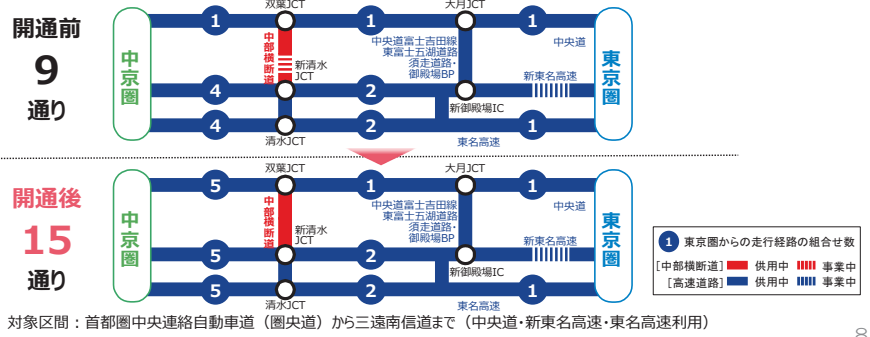 開通前
9
通り
中京圏
双葉JCT
大月JCT
1
1
1
中部横断道
新清水
JCT
中央道富士吉田線
東富士五湖道路
須走道路・
御殿場BP
中央道
新東名高速
東京圏
4
2
新御殿場IC
4
2
1
清水JCT
東名高速
開通後
15
通り
中京圏
双葉JCT
大月JCT
5
1
1
中部横断道
新清水
JCT
中央道富士吉田線
東富士五湖道路
須走道路・
御殿場BP
中央道
新東名高速
東京圏
5
2
新御殿場IC
5
2
1
清水JCT
東名高速
1 東京圏からの走行経路の組合せ数
[中部横断道] 供用中 事業中
[高速道路] 供用中 事業中
対象区間：首都圏中央連絡自動車道（圏央道）から三遠南信道まで（中央道・新東名高速・東名高速利用）